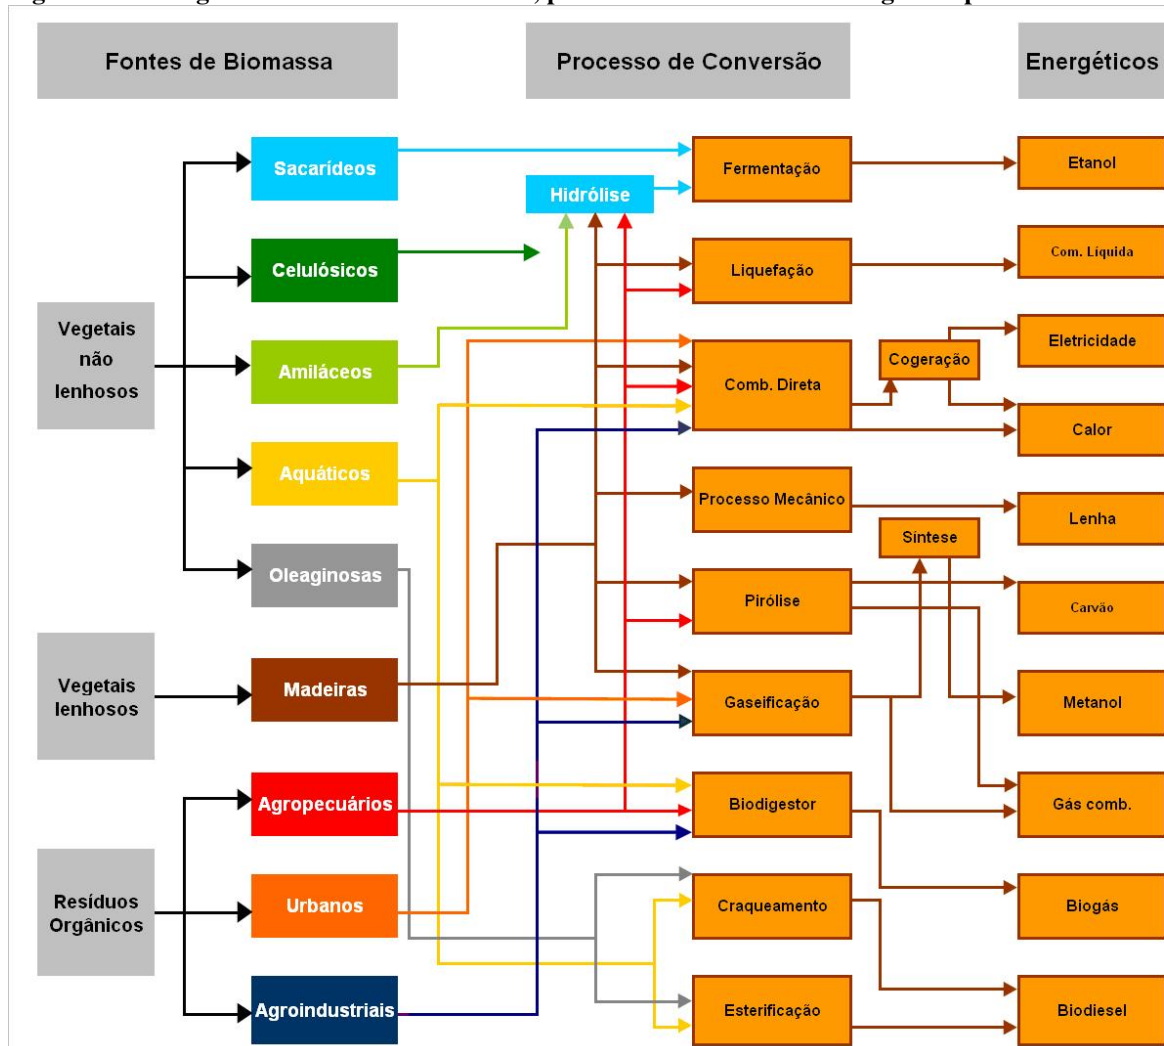 Fontes de Biomassa
Processo de Conversão
Energéticos
Sacarídeos
Fermentação
Etanol
Hidrólise
Celulósicos
Liquefação
Com. Líquida
Vegetais
não
lenhosos
Amiláceos
Comb. Direta
Cogeração
Eletricidade
Calor
Aquáticos
Processo Mecânico
Lenha
Síntese
Oleaginosas
Pirólise
Carvão
Vegetais
lenhosos
Madeiras
Gaseificação
Metanol
Agropecuários
Biodigestor
Gás comb.
Resíduos
Orgânicos
Urbanos
Craqueamento
Biogás
Agroindustriais
Esterificação
Biodiesel